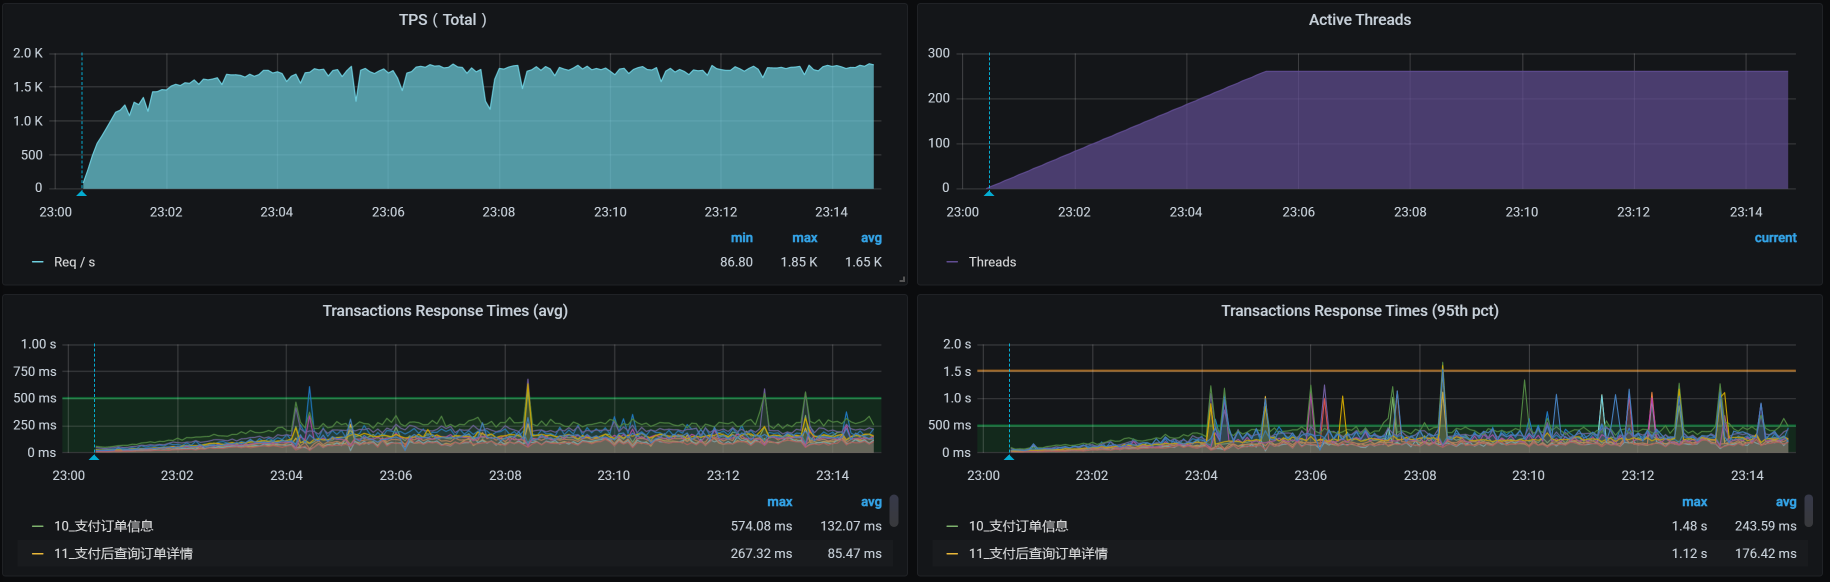 TPS ( Total )
2.0 K
1.5 K
1.0 K
500
0
23:00 23:02 23:04 23:06 23:08 23:10 23:12 23:14
min max avg
Req / s 86.80 1.85 K 1.65 K
Active Threads
300
200
100
0
23:00 23:02 23:04 23:06 23:08 23:10 23:12 23:14
current
Threads
Transactions Response Times (avg)
1.00 s
750 ms
500 ms
250 ms
0 ms
23:00 23:02 23:04 23:06 23:08 23:10 23:12 23:14
max avg
10_支付订单信息 574.08 ms 132.07 ms
11_支付后查询订单详情 267.32 ms 85.47 ms
Transactions Response Times (95th pct)
2.0 s
1.5 s
1.0 s
500 ms
0 ms
23:00 23:02 23:04 23:06 23:08 23:10 23:12 23:14
max avg
10_支付订单信息 1.48 s 243.59 ms
11_支付后查询订单详情 1.12 s 176.42 ms